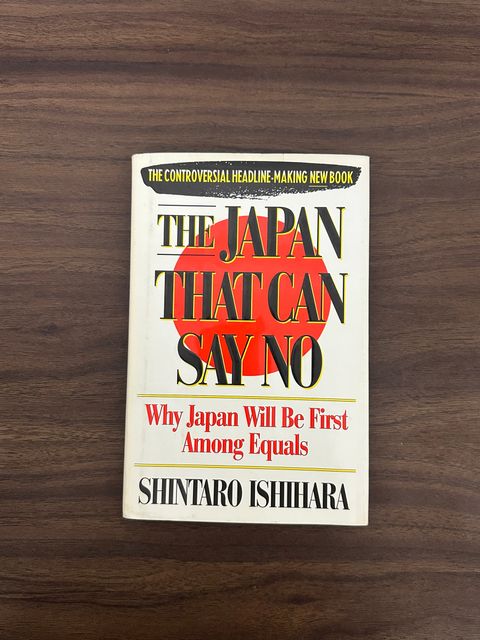 THE CONTROVERSIAL HEADLINE-MAKING NEW BOOK
THE JAPAN
THAT CAN
SAY NO
Why Japan Will Be First
Among Equals
SHINTARO ISHIHARA